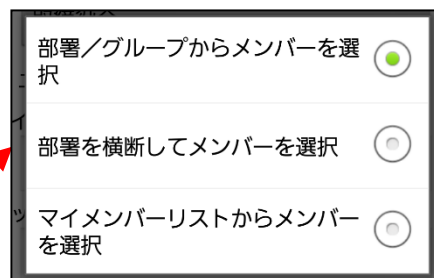 部署／グループからメンバーを選
択
部署を横断してメンバーを選択
マイメンバーリストからメンバー
を選択